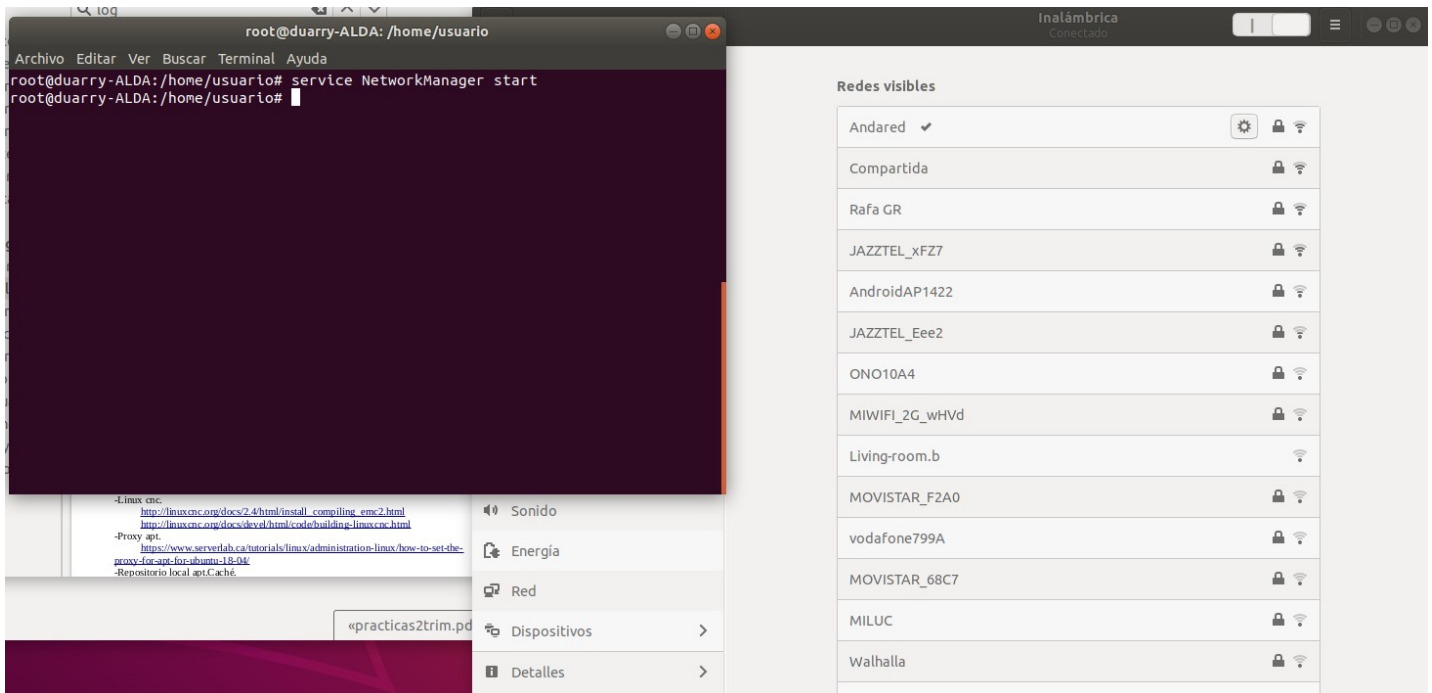 log
root@duarry-ALDA: /home/usuario
Archivo Editar Ver Buscar Terminal Ayuda
root@duarry-ALDA:/home/usuario# service NetworkManager start
root@duarry-ALDA:/home/usuario#
-Linux cnc.
http://linuxcnc.org/docs/2.4/html/install_compiling_emc2.html
http://linuxcnc.org/docs/devel/html/code/building-linuxcnc.html
-Proxy apt.
https://www.serverlab.ca/tutorials/linux/administration-linux/how-to-set-the-
proxy-for-apt-for-ubuntu-18-04/
-Repositorio local apt.Caché.
«practicas2trim.pd
Sonido
Energía
Red
Dispositivos
Detalles
Inalámbrica
Conectado
Redes visibles
Andared
Compartida
Rafa GR
JAZZTEL_xFZ7
AndroidAP1422
JAZZTEL_Eee2
ONO10A4
MIWIFI_2G_wHVd
Living-room.b
MOVISTAR_F2A0
vodafone799A
MOVISTAR_68C7
MILUC
Walhalla